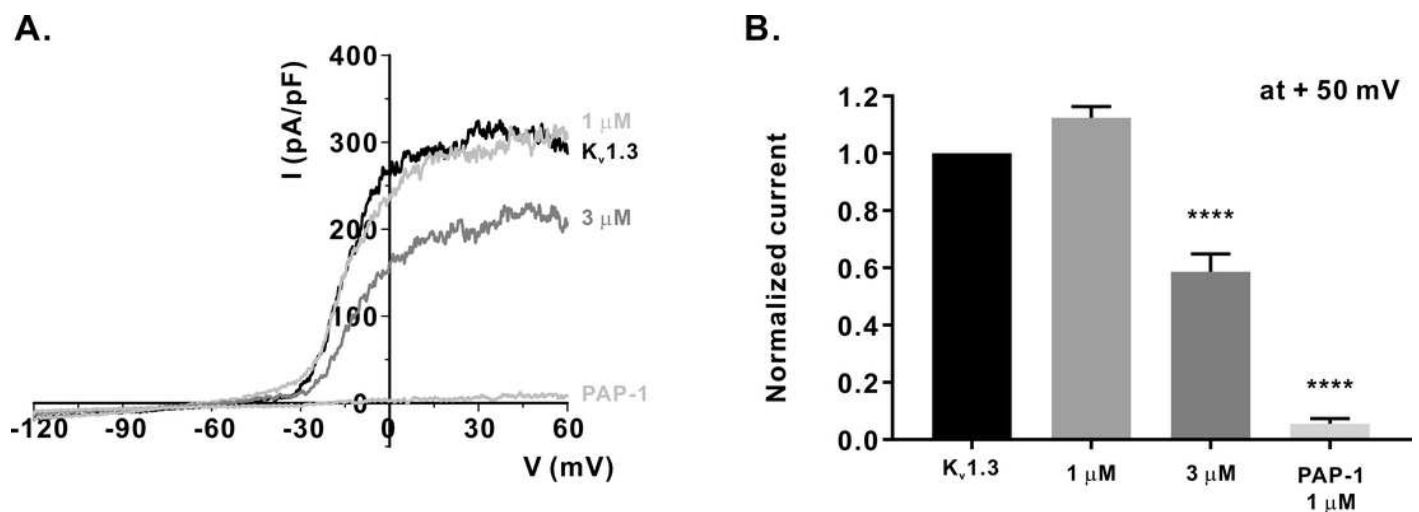 A.
B.
400
300
200
100
0
I (pA/pF)
1 μM
Kv1.3
3 μM
PAP-1
-120
-90
-60
-30
0
30
60
V (mV)
at + 50 mV
Normalized current
1.2
1.0
0.8
0.6
0.4
0.2
0.0
****
****
Kv1.3
1 μM
3 μM
PAP-1
1 μM